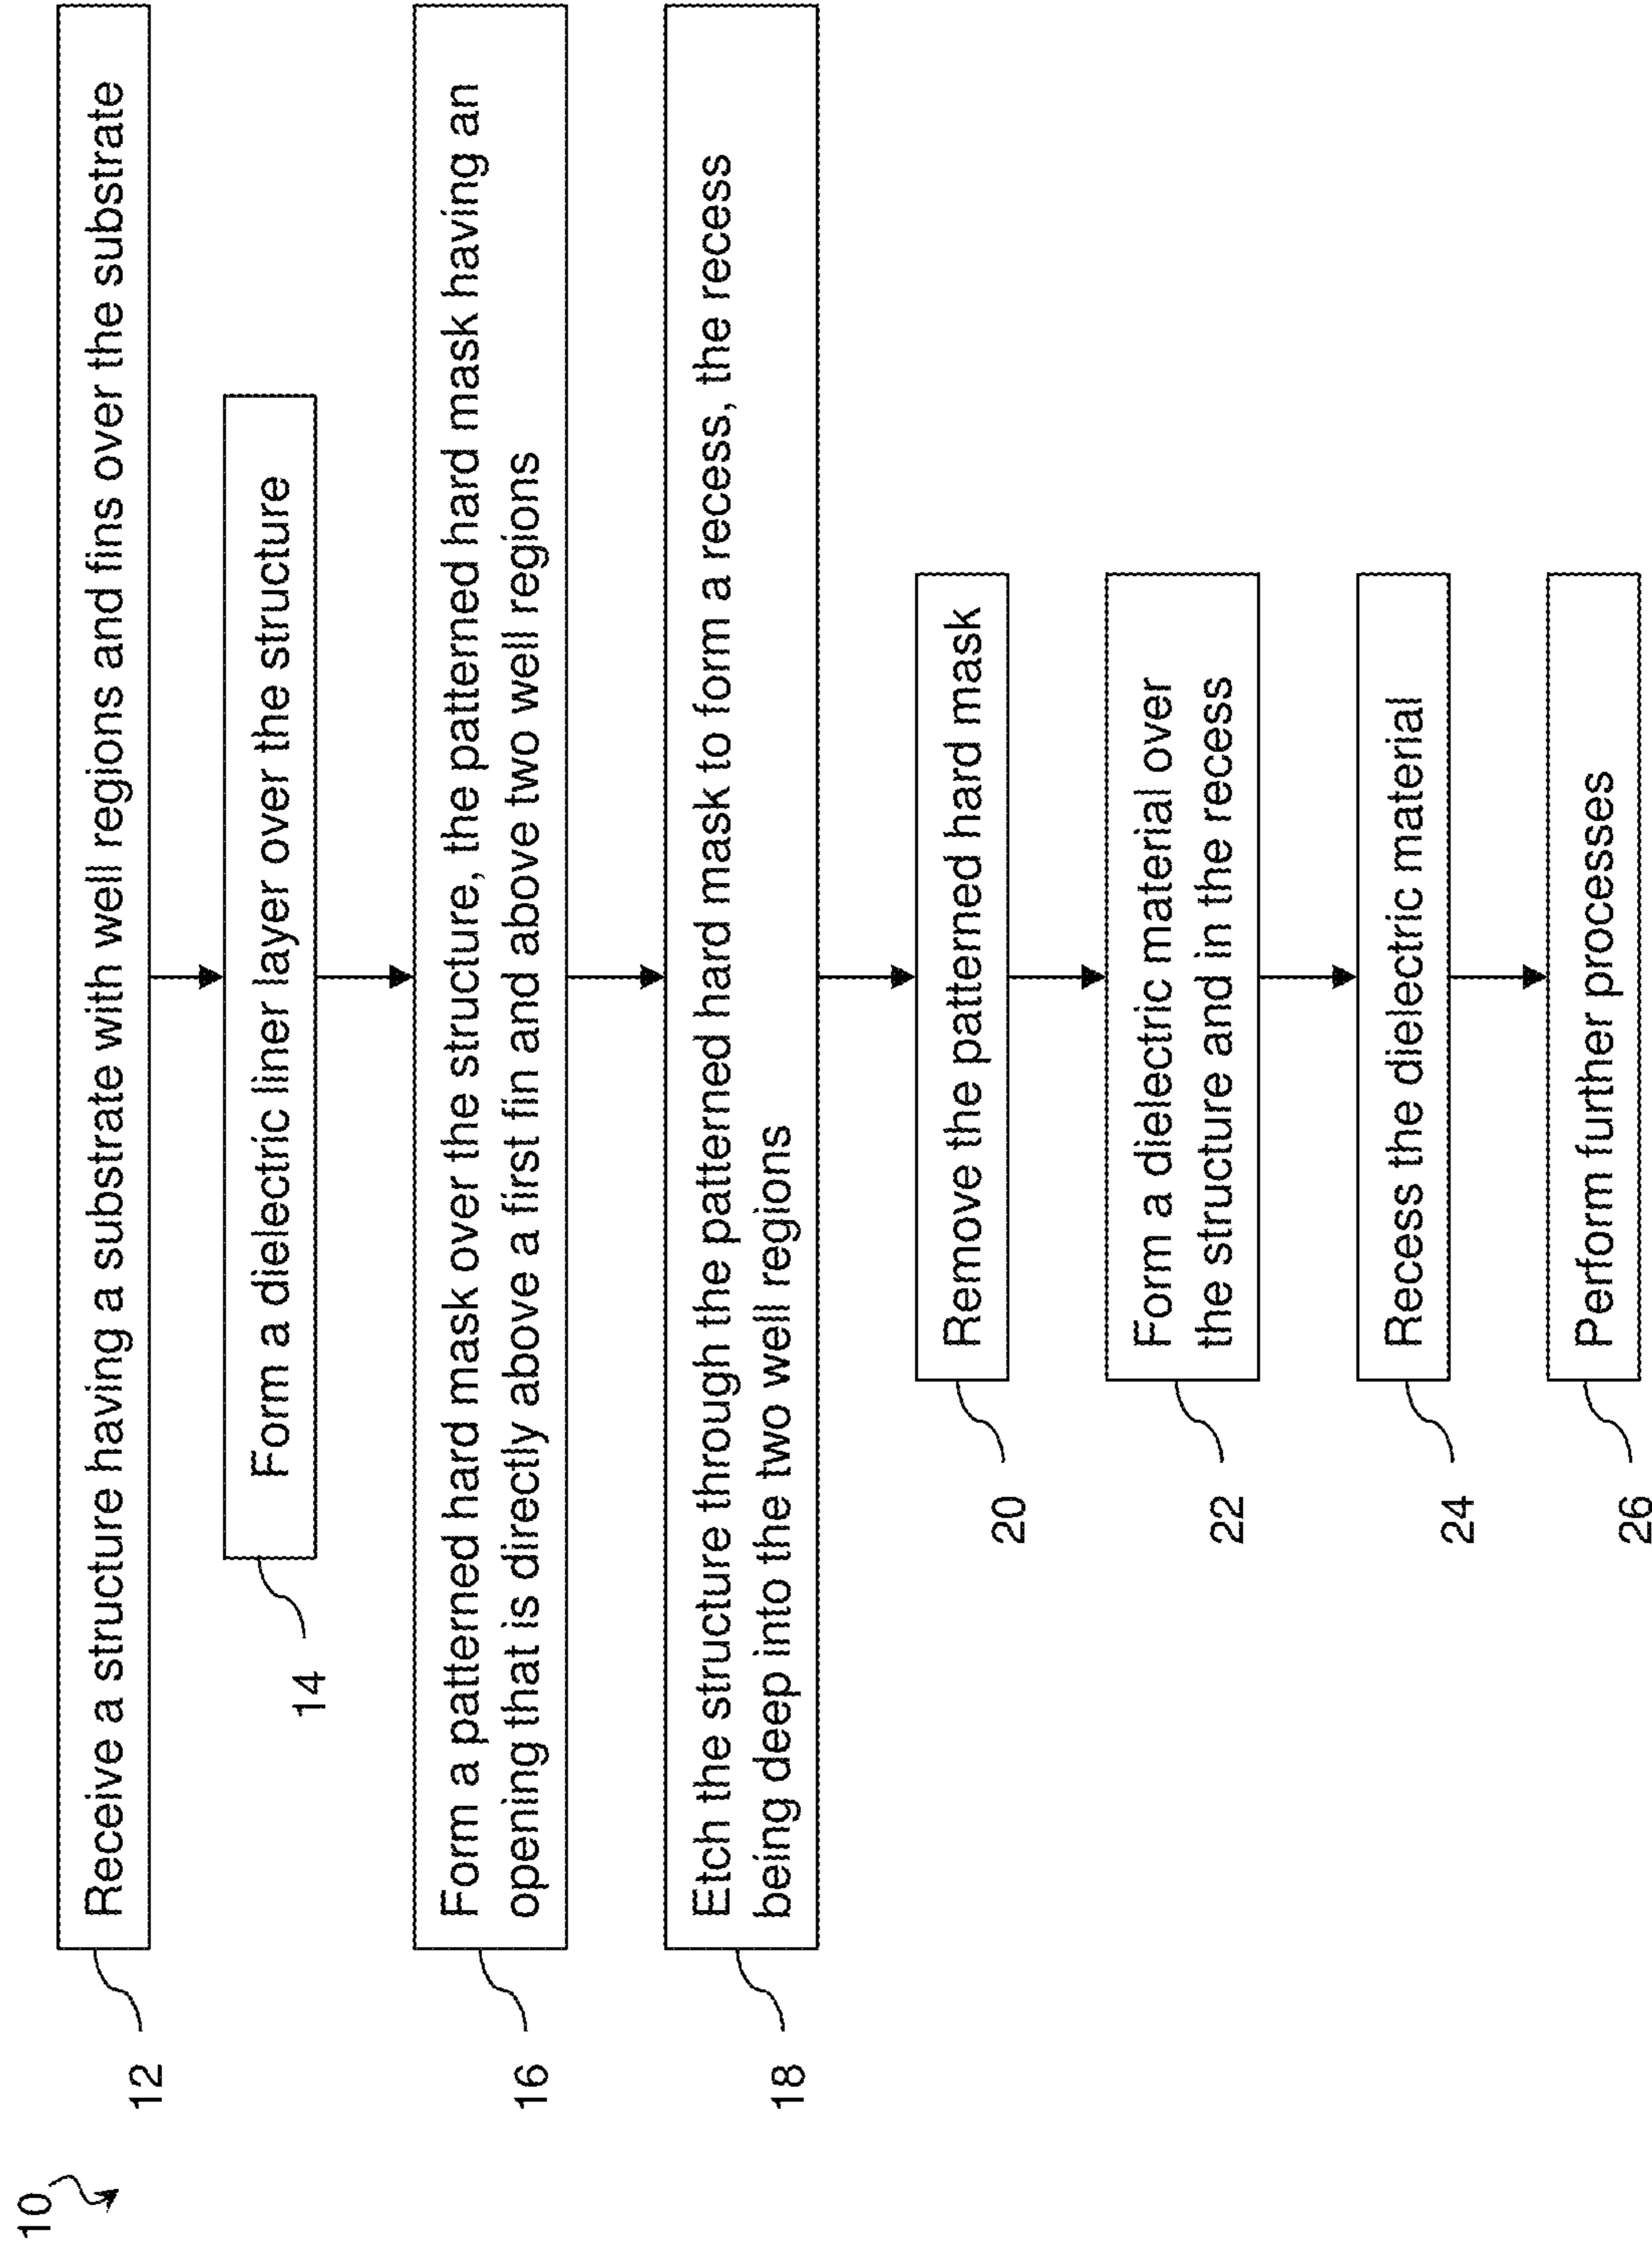 10
12
Receive a structure having a substrate with well regions and fins over the substrate
14
Form a dielectric liner layer over the structure
16
Form a patterned hard mask over the structure, the patterned hard mask having an
opening that is directly above a first fin and above two well regions
18
Etch the structure through the patterned hard mask to form a recess, the recess
being deep into the two well regions
20
Remove the patterned hard mask
22
Form a dielectric material over
the structure and in the recess
24
Recess the dielectric material
26
Perform further processes